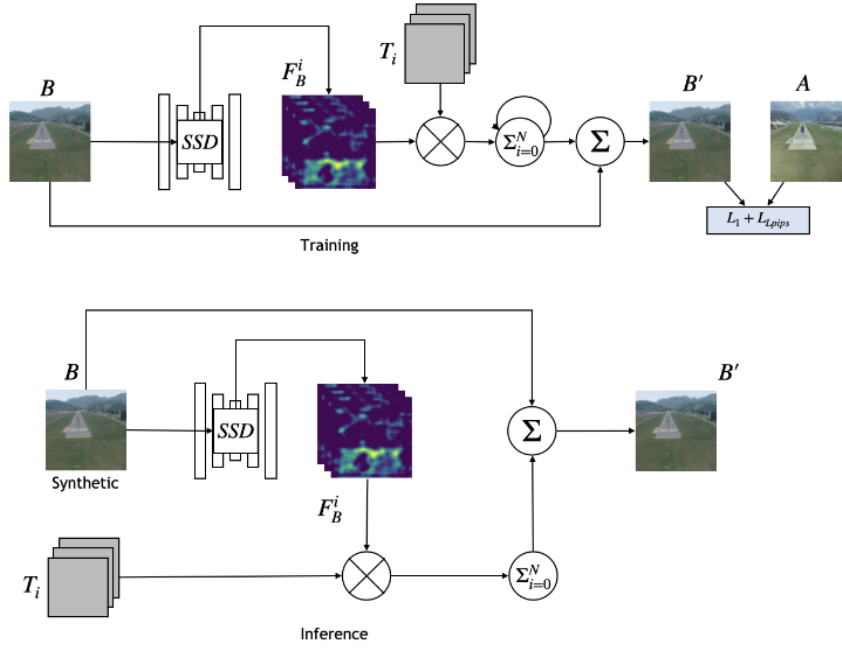 B
SSD
F_B^i
T_i
Σ_{i=0}^N
Σ
B′
A
L_1 + L_{Lpips}
Training
B
SSD
Synthetic
F_B^i
T_i
Σ_{i=0}^N
Σ
B′
Inference